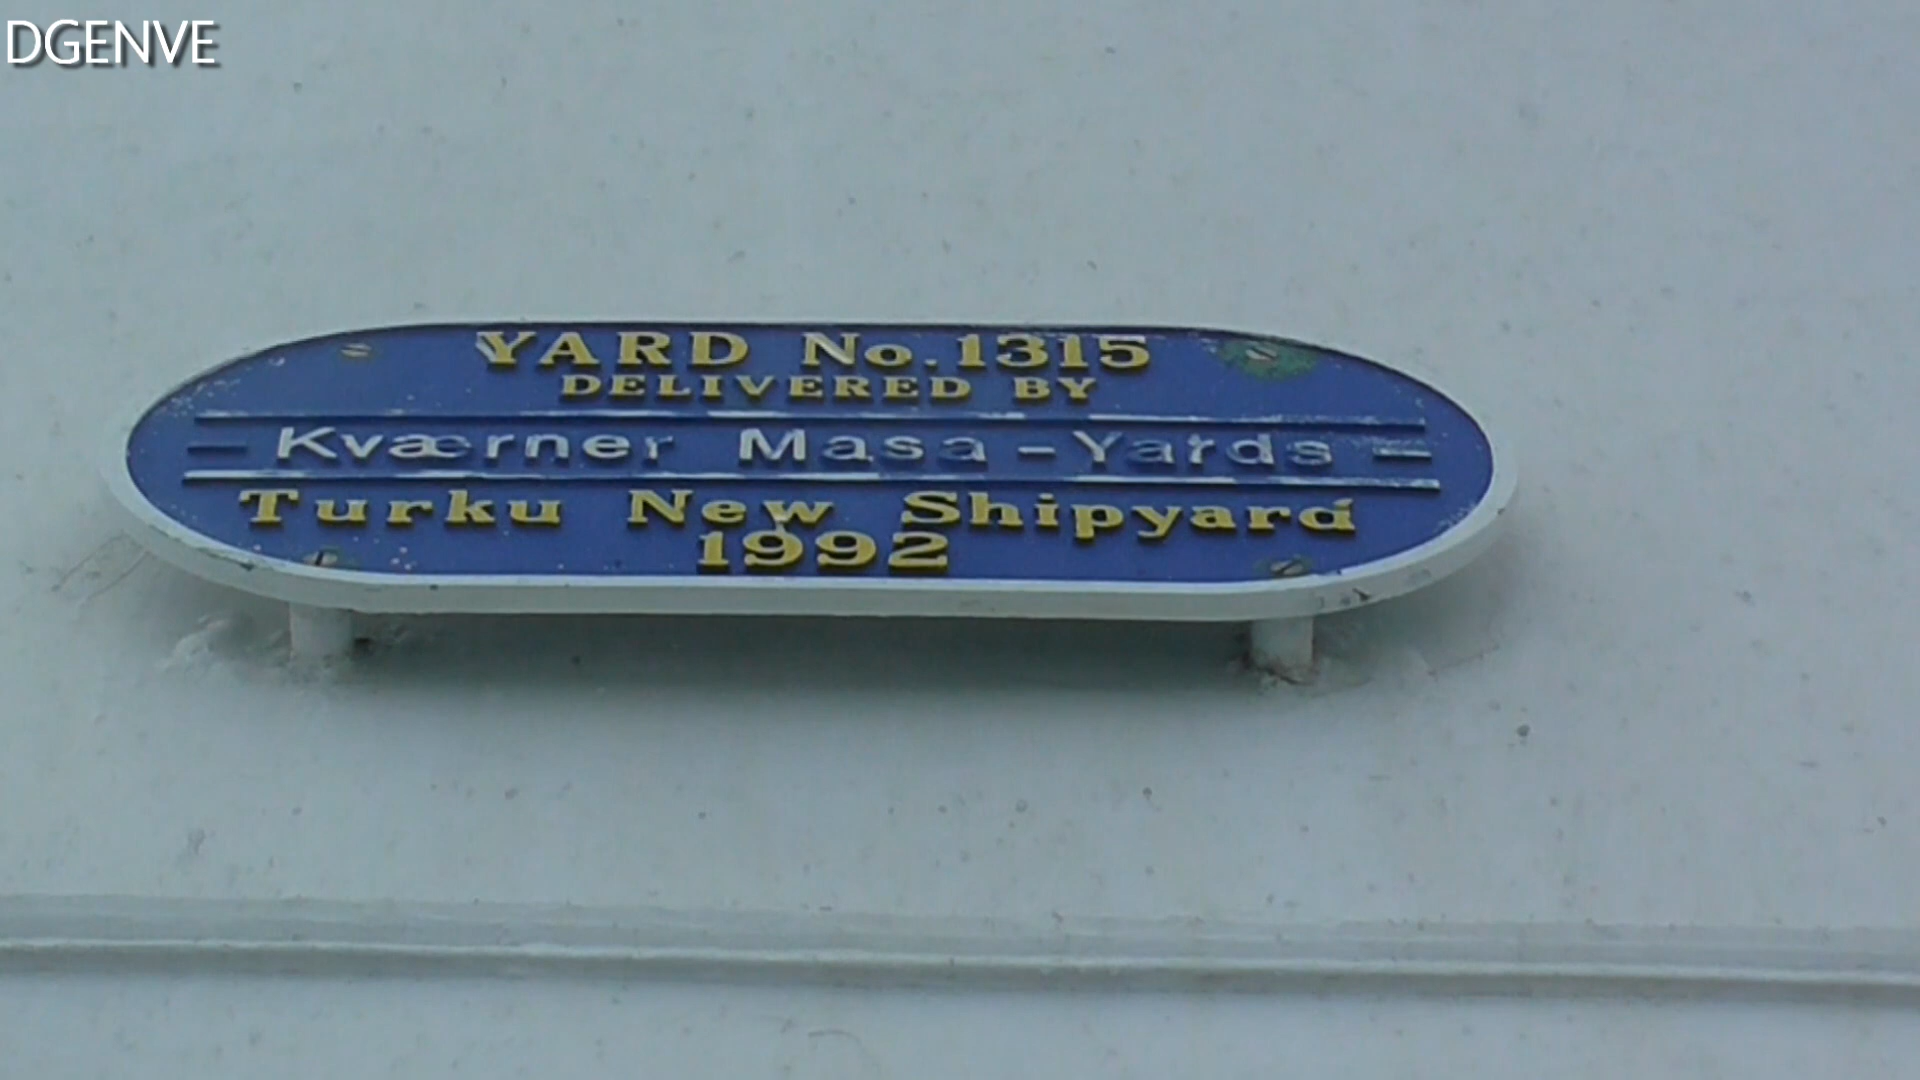 DGENVE
YARD No. 1315
DELIVERED BY
- Kværner Masa-Yards -
Turku New Shipyard
1992